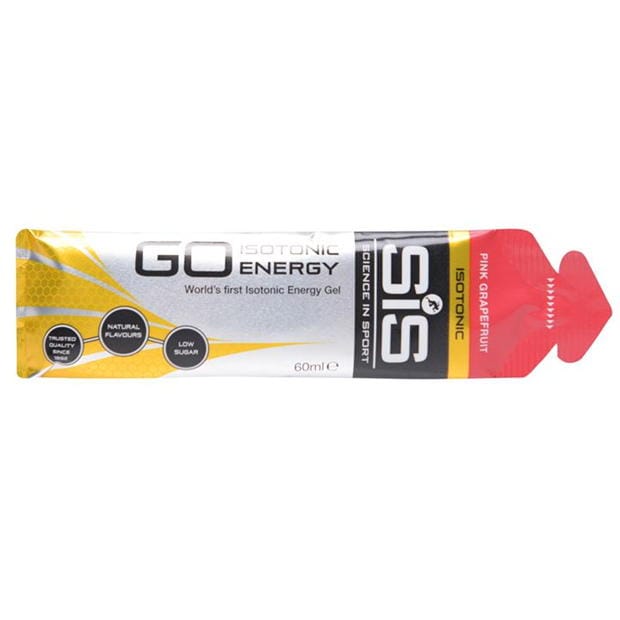 GO ISOTONIC
ENERGY
World's first Isotonic Energy Gel
TRUSTED
QUALITY
SINCE
1992
NATURAL
FLAVOURS
LOW
SUGAR
60ml℮
SiS
SCIENCE IN SPORT
ISOTONIC
PINK GRAPEFRUIT